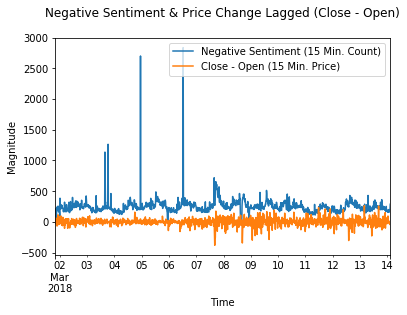 Negative Sentiment & Price Change Lagged (Close - Open)
Negative Sentiment (15 Min. Count)
Close - Open (15 Min. Price)
3000
2500
2000
1500
1000
500
0
−500
Magnitude
02 03 04 05 06 07 08 09 10 11 12 13 14
Mar
2018
Time